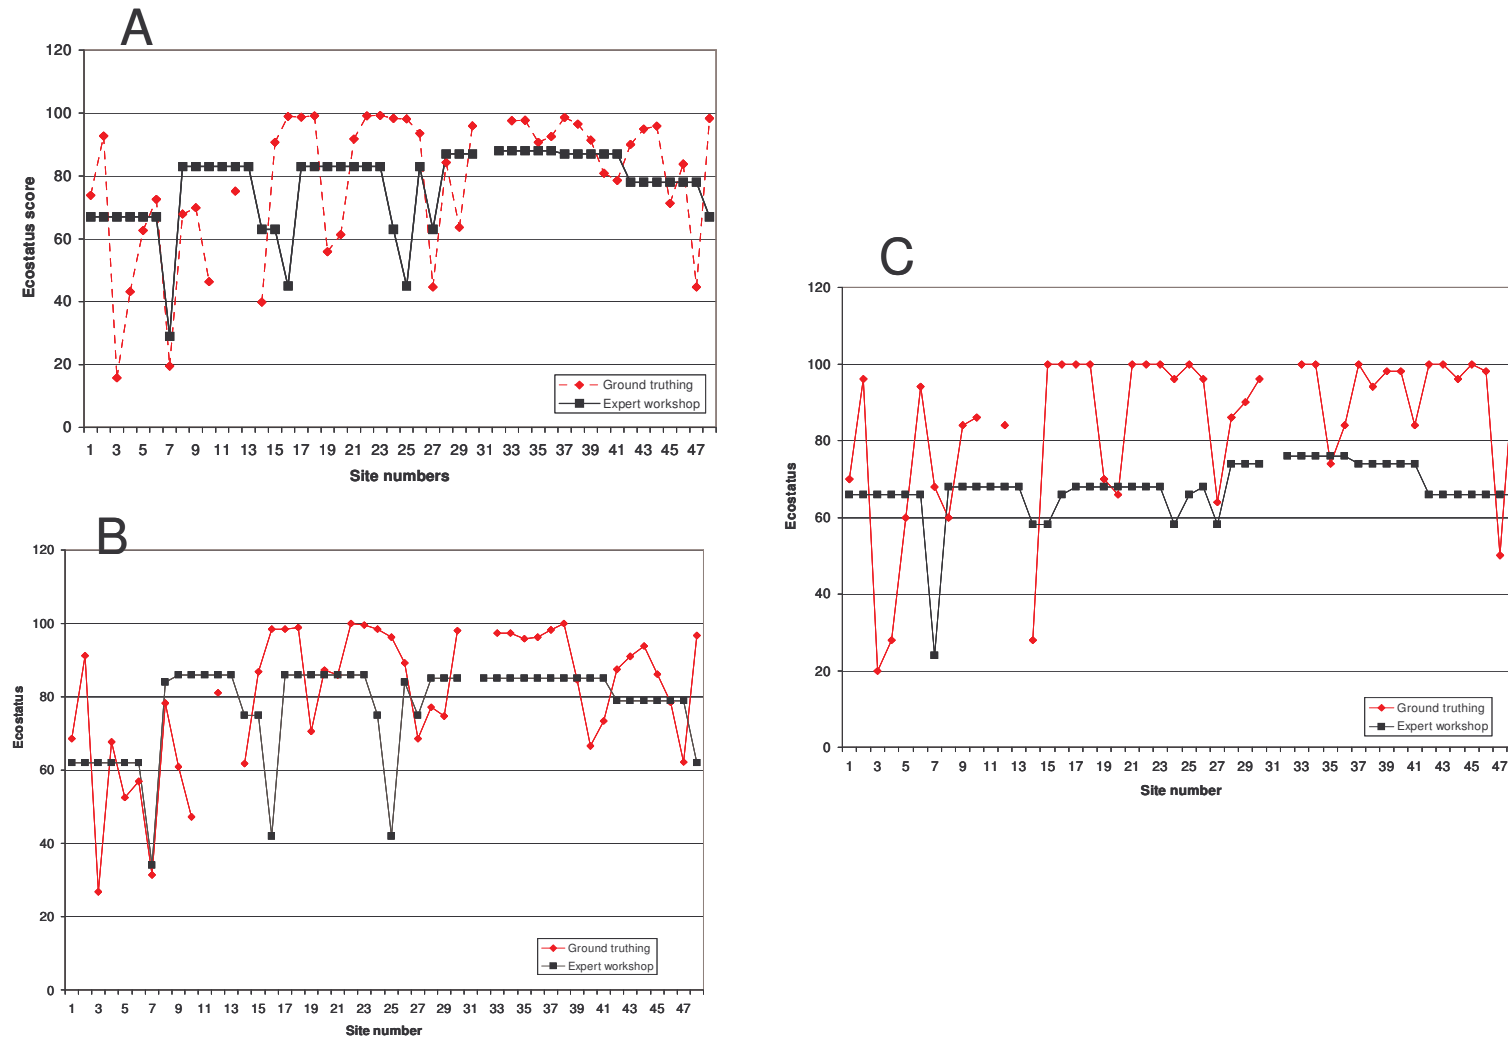 A
120
100
80
60
40
20
0
Ecostatus score
Ground truthing
Expert workshop
1 3 5 7 9 11 13 15 17 19 21 23 25 27 29 31 33 35 37 39 41 43 45 47
Site numbers
B
120
100
80
60
40
20
0
Ecostatus
Ground truthing
Expert workshop
1 3 5 7 9 11 13 15 17 19 21 23 25 27 29 31 33 35 37 39 41 43 45 47
Site number
C
120
100
80
60
40
20
0
Ecostatus
Ground truthing
Expert workshop
1 3 5 7 9 11 13 15 17 19 21 23 25 27 29 31 33 35 37 39 41 43 45 47
Site number